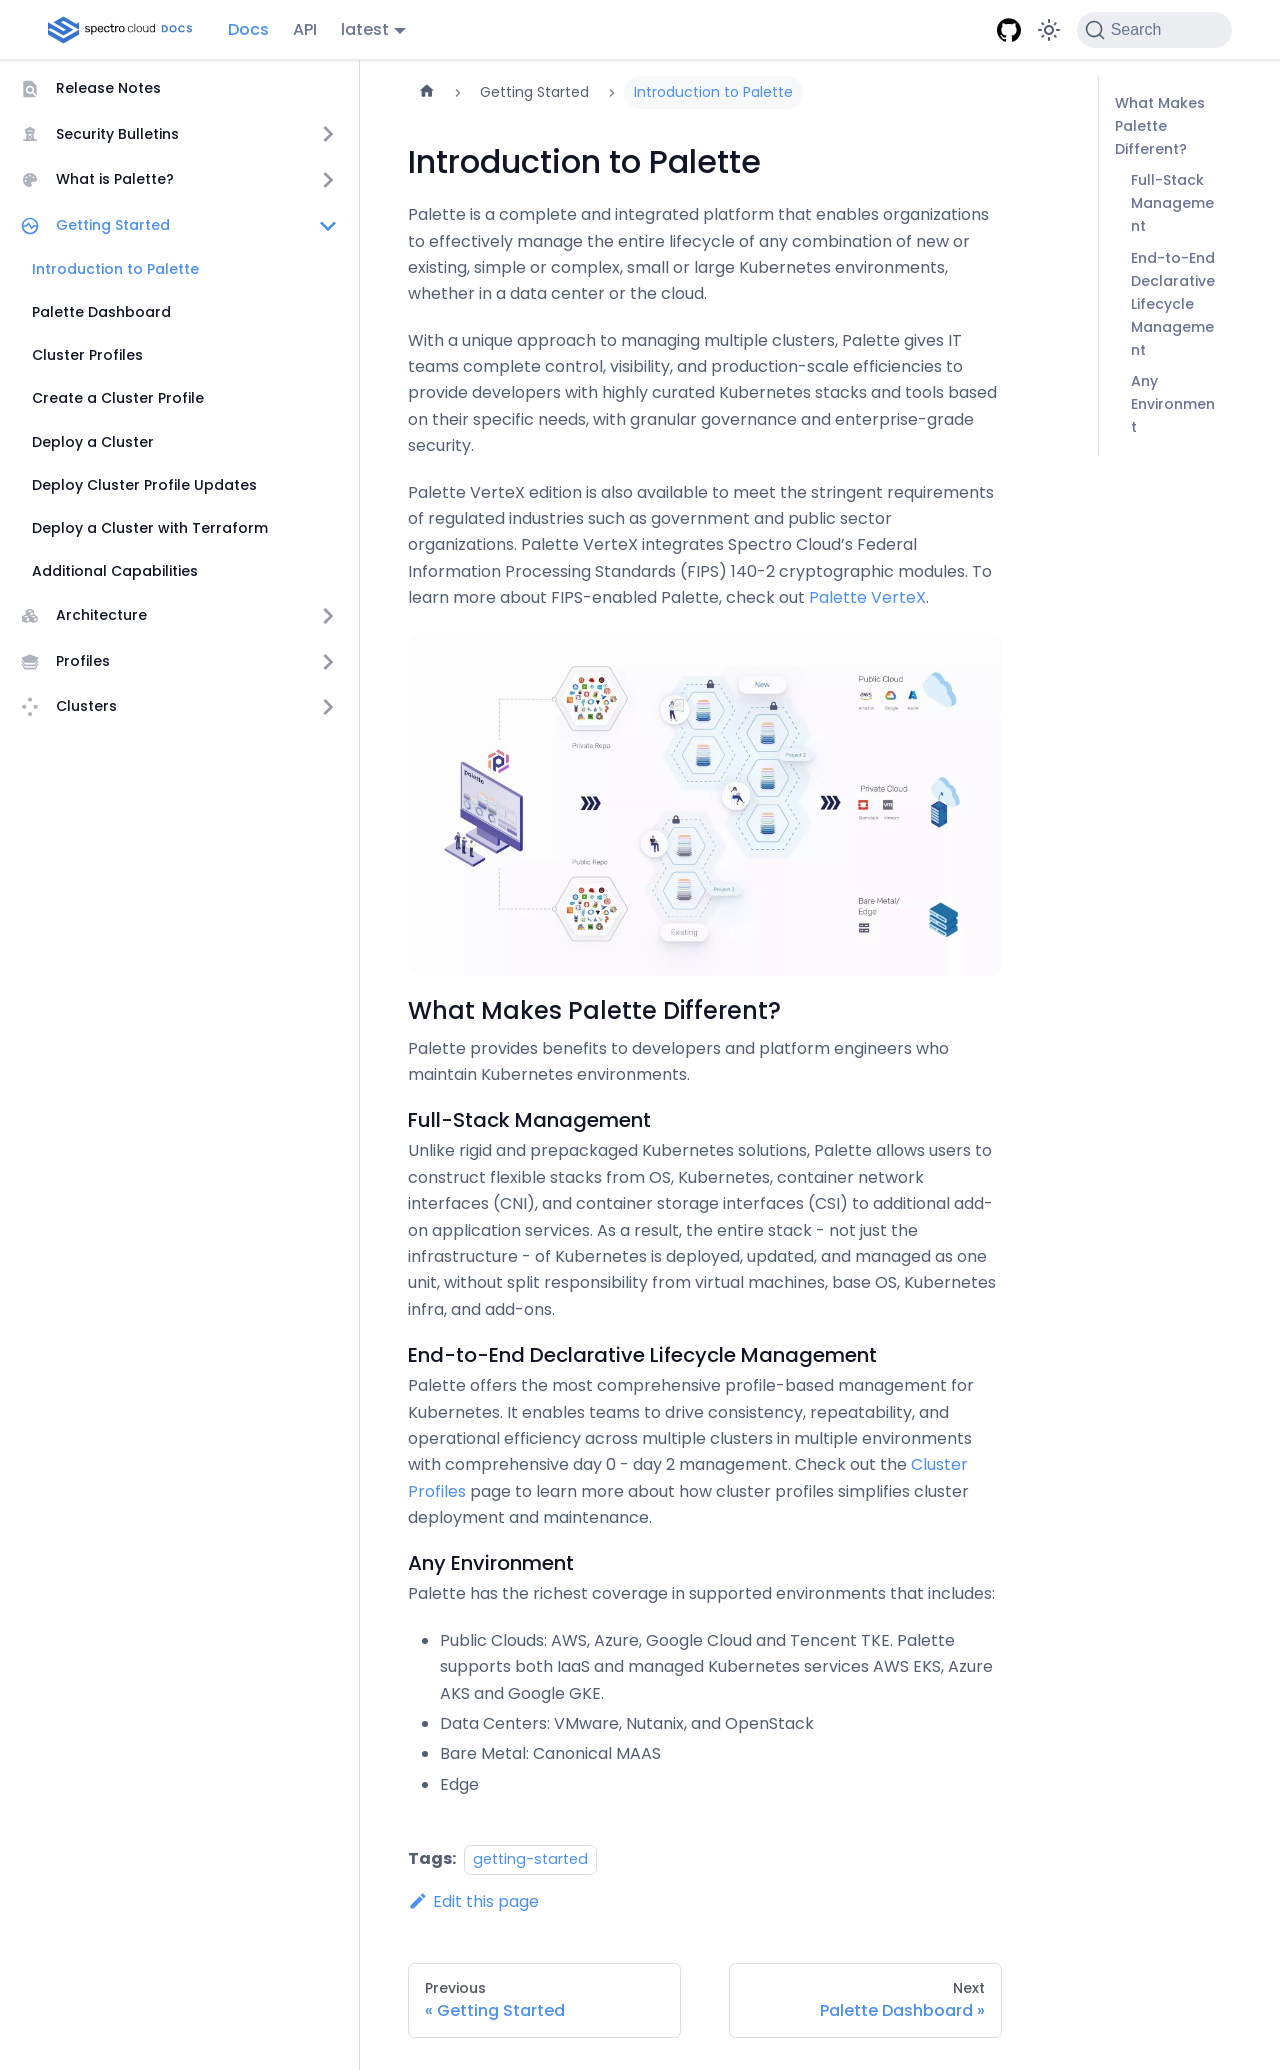 spectro cloud DOCS
Docs
API
latest
Search
Release Notes
Security Bulletins
What is Palette?
Getting Started
Introduction to Palette
Palette Dashboard
Cluster Profiles
Create a Cluster Profile
Deploy a Cluster
Deploy Cluster Profile Updates
Deploy a Cluster with Terraform
Additional Capabilities
Architecture
Profiles
Clusters
Getting Started
Introduction to Palette
Introduction to Palette
Palette is a complete and integrated platform that enables organizations
to effectively manage the entire lifecycle of any combination of new or
existing, simple or complex, small or large Kubernetes environments,
whether in a data center or the cloud.
With a unique approach to managing multiple clusters, Palette gives IT
teams complete control, visibility, and production-scale efficiencies to
provide developers with highly curated Kubernetes stacks and tools based
on their specific needs, with granular governance and enterprise-grade
security.
Palette VerteX edition is also available to meet the stringent requirements
of regulated industries such as government and public sector
organizations. Palette VerteX integrates Spectro Cloud’s Federal
Information Processing Standards (FIPS) 140-2 cryptographic modules. To
learn more about FIPS-enabled Palette, check out Palette VerteX.
palette
Private Repo
Public Repo
New
Project 2
Project 3
Existing
Public Cloud
aws
Amazon
Google
Azure
Private Cloud
vm
Openstack
Vmware
Bare Metal/
Edge
What Makes Palette Different?
Palette provides benefits to developers and platform engineers who
maintain Kubernetes environments.
Full-Stack Management
Unlike rigid and prepackaged Kubernetes solutions, Palette allows users to
construct flexible stacks from OS, Kubernetes, container network
interfaces (CNI), and container storage interfaces (CSI) to additional add-
on application services. As a result, the entire stack - not just the
infrastructure - of Kubernetes is deployed, updated, and managed as one
unit, without split responsibility from virtual machines, base OS, Kubernetes
infra, and add-ons.
End-to-End Declarative Lifecycle Management
Palette offers the most comprehensive profile-based management for
Kubernetes. It enables teams to drive consistency, repeatability, and
operational efficiency across multiple clusters in multiple environments
with comprehensive day 0 - day 2 management. Check out the Cluster
Profiles page to learn more about how cluster profiles simplifies cluster
deployment and maintenance.
Any Environment
Palette has the richest coverage in supported environments that includes:
Public Clouds: AWS, Azure, Google Cloud and Tencent TKE. Palette
supports both IaaS and managed Kubernetes services AWS EKS, Azure
AKS and Google GKE.
Data Centers: VMware, Nutanix, and OpenStack
Bare Metal: Canonical MAAS
Edge
Tags: getting-started
Edit this page
Previous
« Getting Started
Next
Palette Dashboard »
What Makes
Palette
Different?
Full-Stack
Manageme
nt
End-to-End
Declarative
Lifecycle
Manageme
nt
Any
Environmen
t